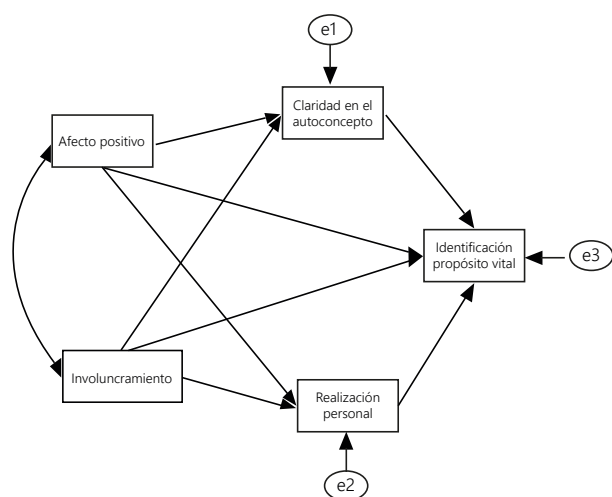 e1
Claridad en el
autoconcepto
Afecto positivo
Identificación
propósito vital
e3
Involuncramiento
Realización
personal
e2